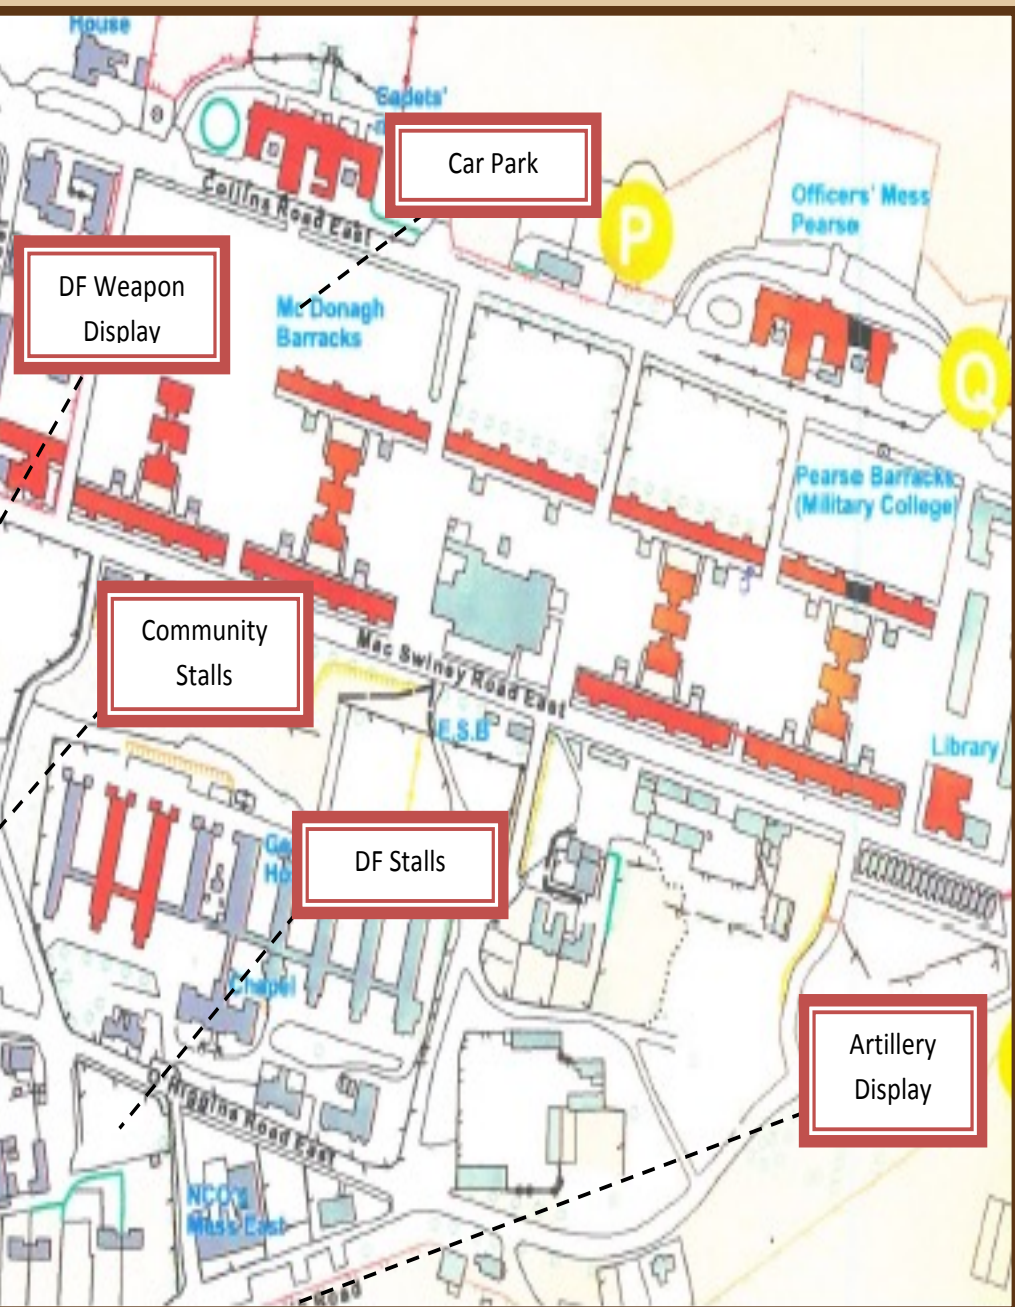 House
Cadets'
Car Park
P
Officers' Mess
Pearse
Collins Road East
DF Weapon
Display
Mc Donagh
Barracks
Q
Pearse Barracks
(Military College)
Community
Stalls
Mac Swiney Road East
E.S.B
Library
DF Stalls
Chapel
Artillery
Display
O Higgins Road East
NCO's
Mess East
Road